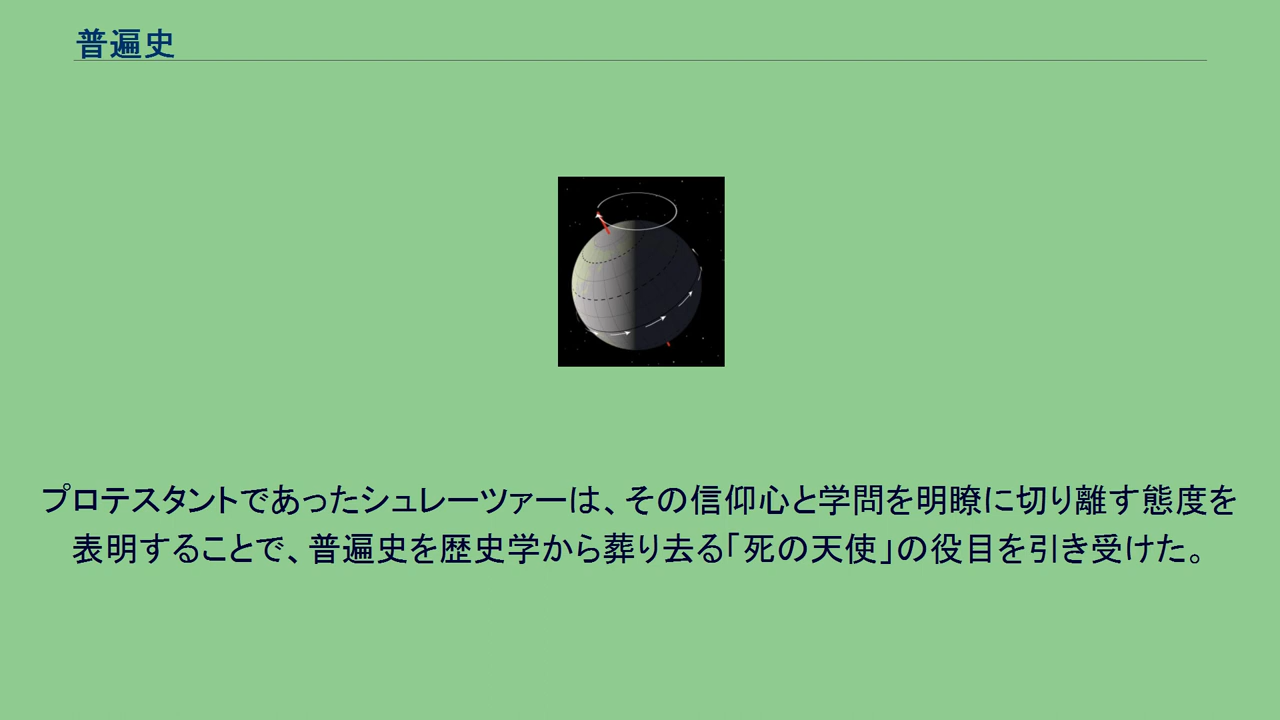 普遍史
プロテスタントであったシュレーツァーは、その信仰心と学問を明瞭に切り離す態度を
表明することで、普遍史を歴史学から葬り去る「死の天使」の役目を引き受けた。